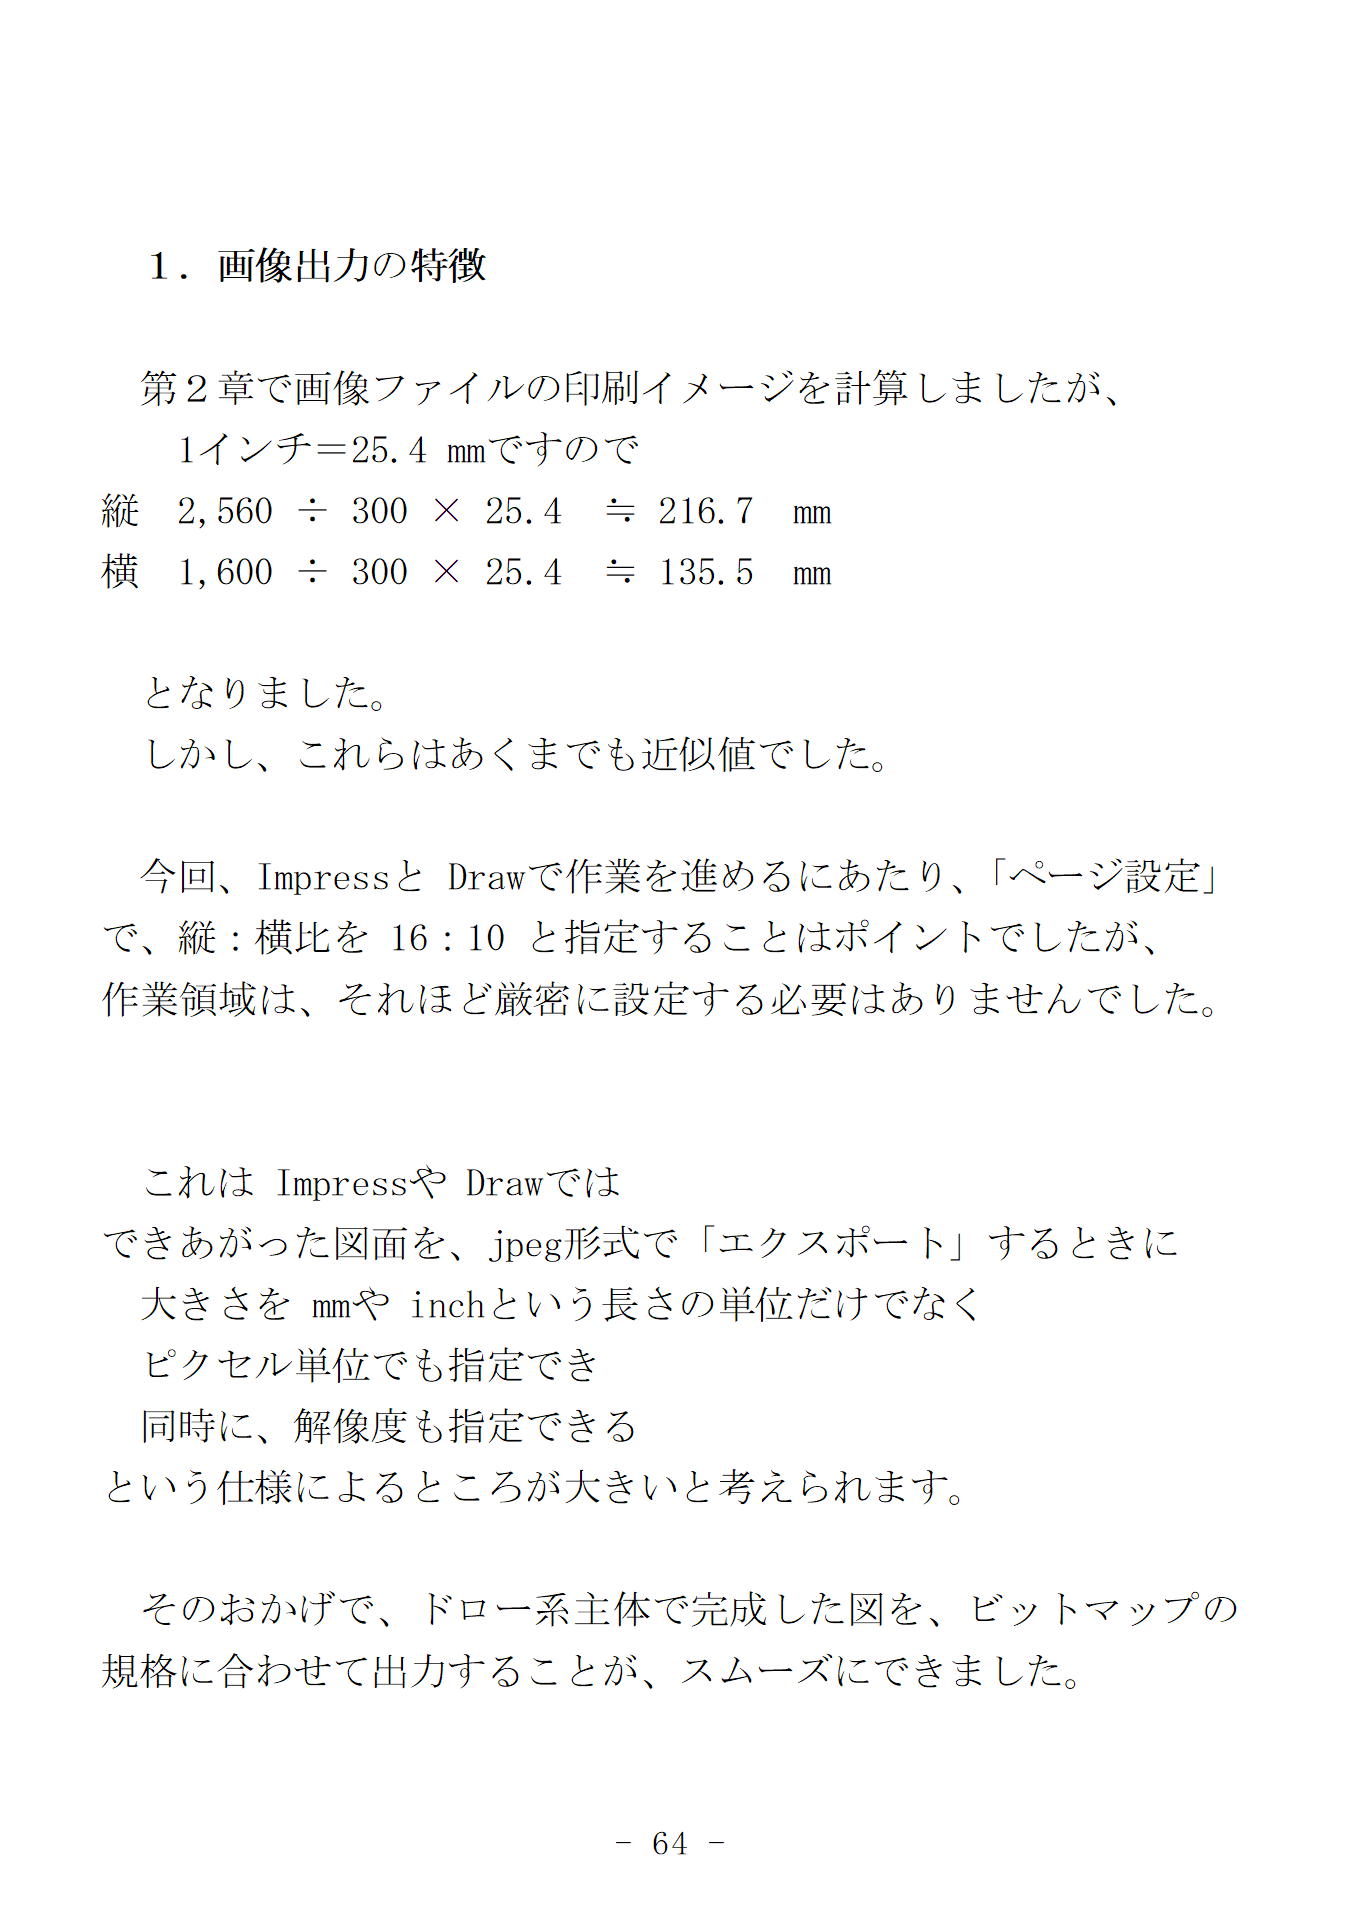 １．画像出力の特徴
第２章で画像ファイルの印刷イメージを計算しましたが、
1インチ＝25.4 mmですので
縦　2,560 ÷ 300 × 25.4　≒ 216.7　mm
横　1,600 ÷ 300 × 25.4　≒ 135.5　mm
となりました。
しかし、これらはあくまでも近似値でした。
今回、Impressと Drawで作業を進めるにあたり、「ページ設定」
で、縦：横比を 16：10 と指定することはポイントでしたが、
作業領域は、それほど厳密に設定する必要はありませんでした。
これは Impressや Drawでは
できあがった図面を、jpeg形式で「エクスポート」するときに
大きさを mmや inchという長さの単位だけでなく
ピクセル単位でも指定でき
同時に、解像度も指定できる
という仕様によるところが大きいと考えられます。
そのおかげで、ドロー系主体で完成した図を、ビットマップの
規格に合わせて出力することが、スムーズにできました。
- 64 -